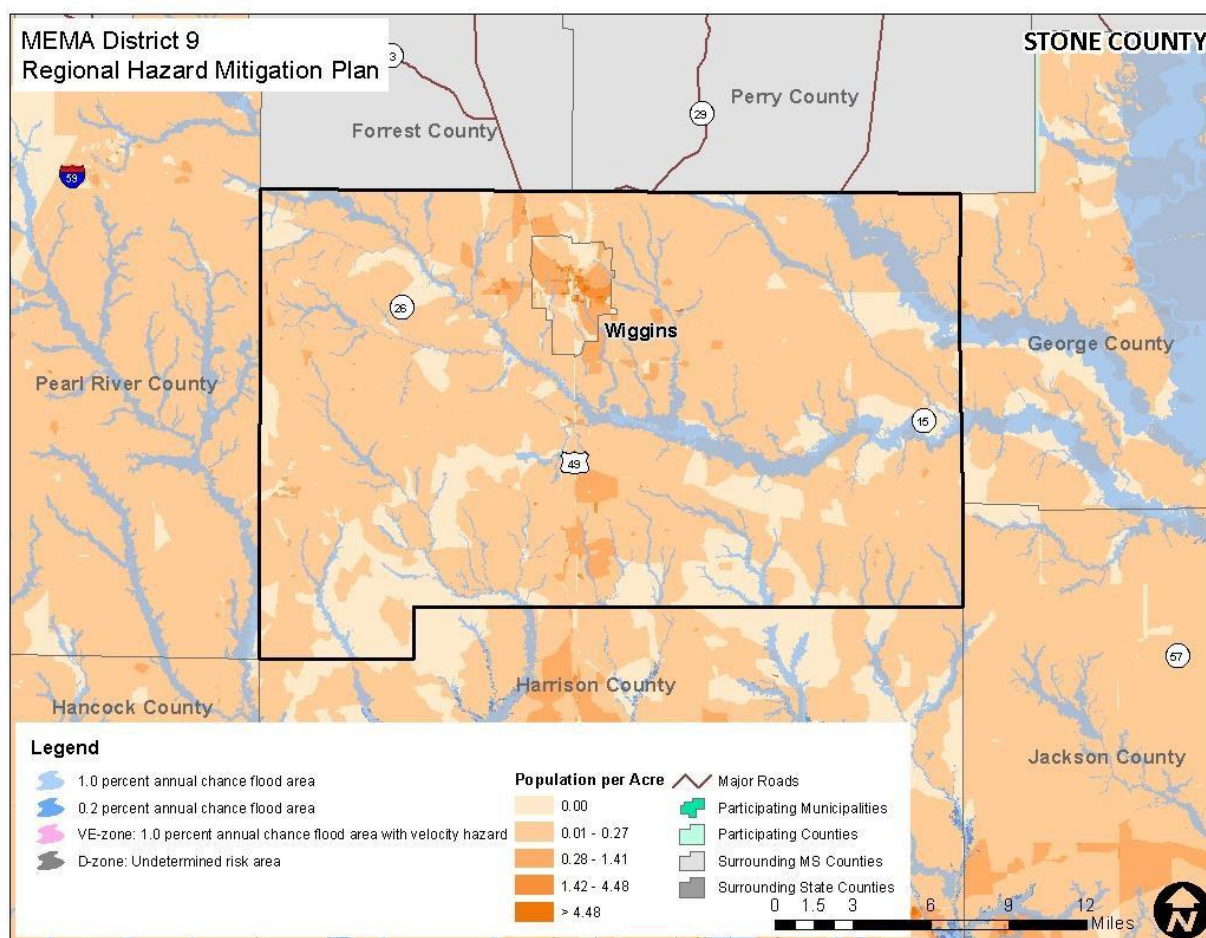 MEMA District 9
Regional Hazard Mitigation Plan
STONE COUNTY
3
Forrest County
Perry County
29
59
26
Wiggins
George County
Pearl River County
15
49
57
Harrison County
Hancock County
Jackson County
Legend
1.0 percent annual chance flood area
0.2 percent annual chance flood area
VE-zone: 1.0 percent annual chance flood area with velocity hazard
D-zone: Undetermined risk area
Population per Acre
0.00
0.01 - 0.27
0.28 - 1.41
1.42 - 4.48
> 4.48
Major Roads
Participating Municipalities
Participating Counties
Surrounding MS Counties
Surrounding State Counties
0 1.5 3 6 9 12
Miles
N